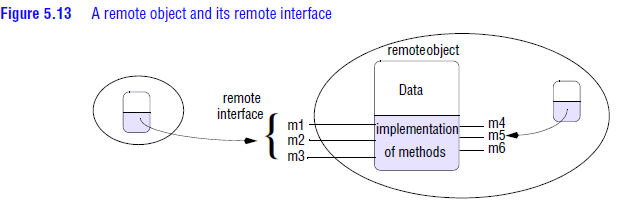 Figure 5.13 A remote object and its remote interface
remoteobject
Data
remote
interface
m1
m2
m3
implementation
of methods
m4
m5
m6